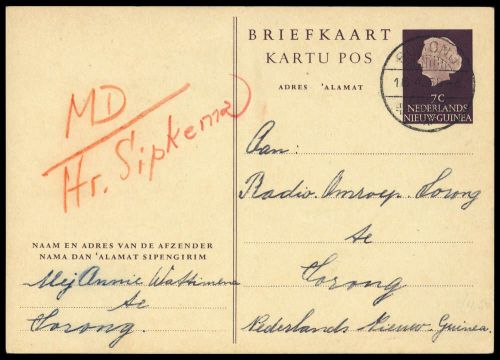 BRIEFKAART
KARTU POS
ADRES 'ALAMAT
7C
NEDERLANDS
NIEUW-GUINEA
MD
Hr. Sipkema
Aan:
Radio Omroep Sorong
te
Sorong
Nederlands Nieuw-Guinea
NAAM EN ADRES VAN DE AFZENDER
NAMA DAN 'ALAMAT SIPENGIRIM
Mej Annie Wattimena
te
Sorong.